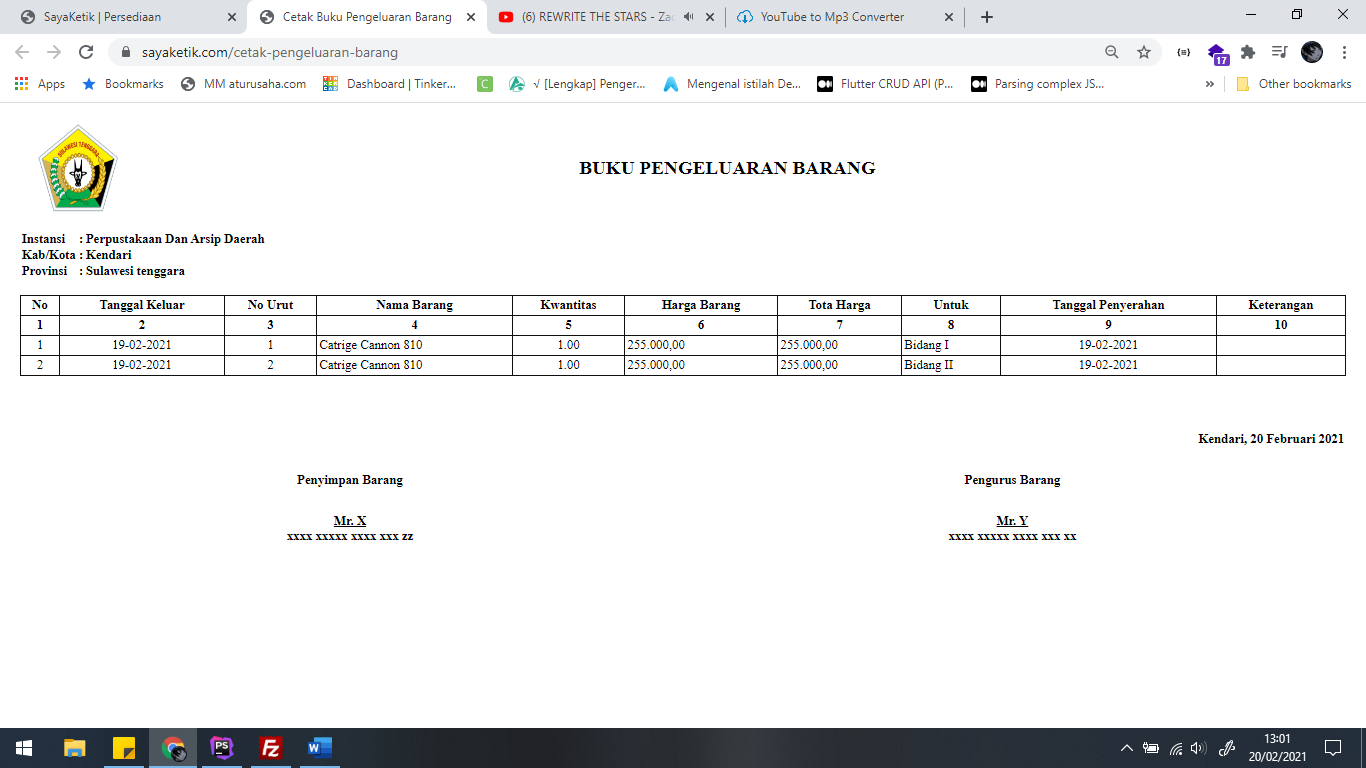 SayaKetik | Persediaan
Cetak Buku Pengeluaran Barang
(6) REWRITE THE STARS - Zac
YouTube to Mp3 Converter
sayaketik.com/cetak-pengeluaran-barang
17
Apps
Bookmarks
MM aturusaha.com
Dashboard | Tinker...
C
√ [Lengkap] Penger...
Mengenal istilah De...
Flutter CRUD API (P...
Parsing complex JS...
»
Other bookmarks
SULAWESI TENGGARA
BUKU PENGELUARAN BARANG
Instansi : Perpustakaan Dan Arsip Daerah
Kab/Kota : Kendari
Provinsi : Sulawesi tenggara
No Tanggal Keluar No Urut Nama Barang Kwantitas Harga Barang Tota Harga Untuk Tanggal Penyerahan Keterangan
1 2 3 4 5 6 7 8 9 10
1 19-02-2021 1 Catrige Cannon 810 1.00 255.000,00 255.000,00 Bidang I 19-02-2021
2 19-02-2021 2 Catrige Cannon 810 1.00 255.000,00 255.000,00 Bidang II 19-02-2021
Kendari, 20 Februari 2021
Penyimpan Barang Pengurus Barang
Mr. X Mr. Y
xxxx xxxxx xxxx xxx zz xxxx xxxxx xxxx xxx xx
PS
FZ
W
13:01
20/02/2021